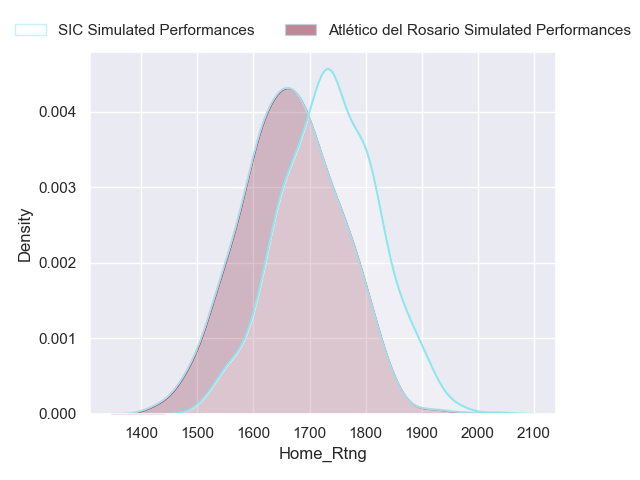 SIC Simulated Performances
Atlético del Rosario Simulated Performances
0.004
0.003
0.002
0.001
0.000
Density
1400 1500 1600 1700 1800 1900 2000 2100
Home_Rtng